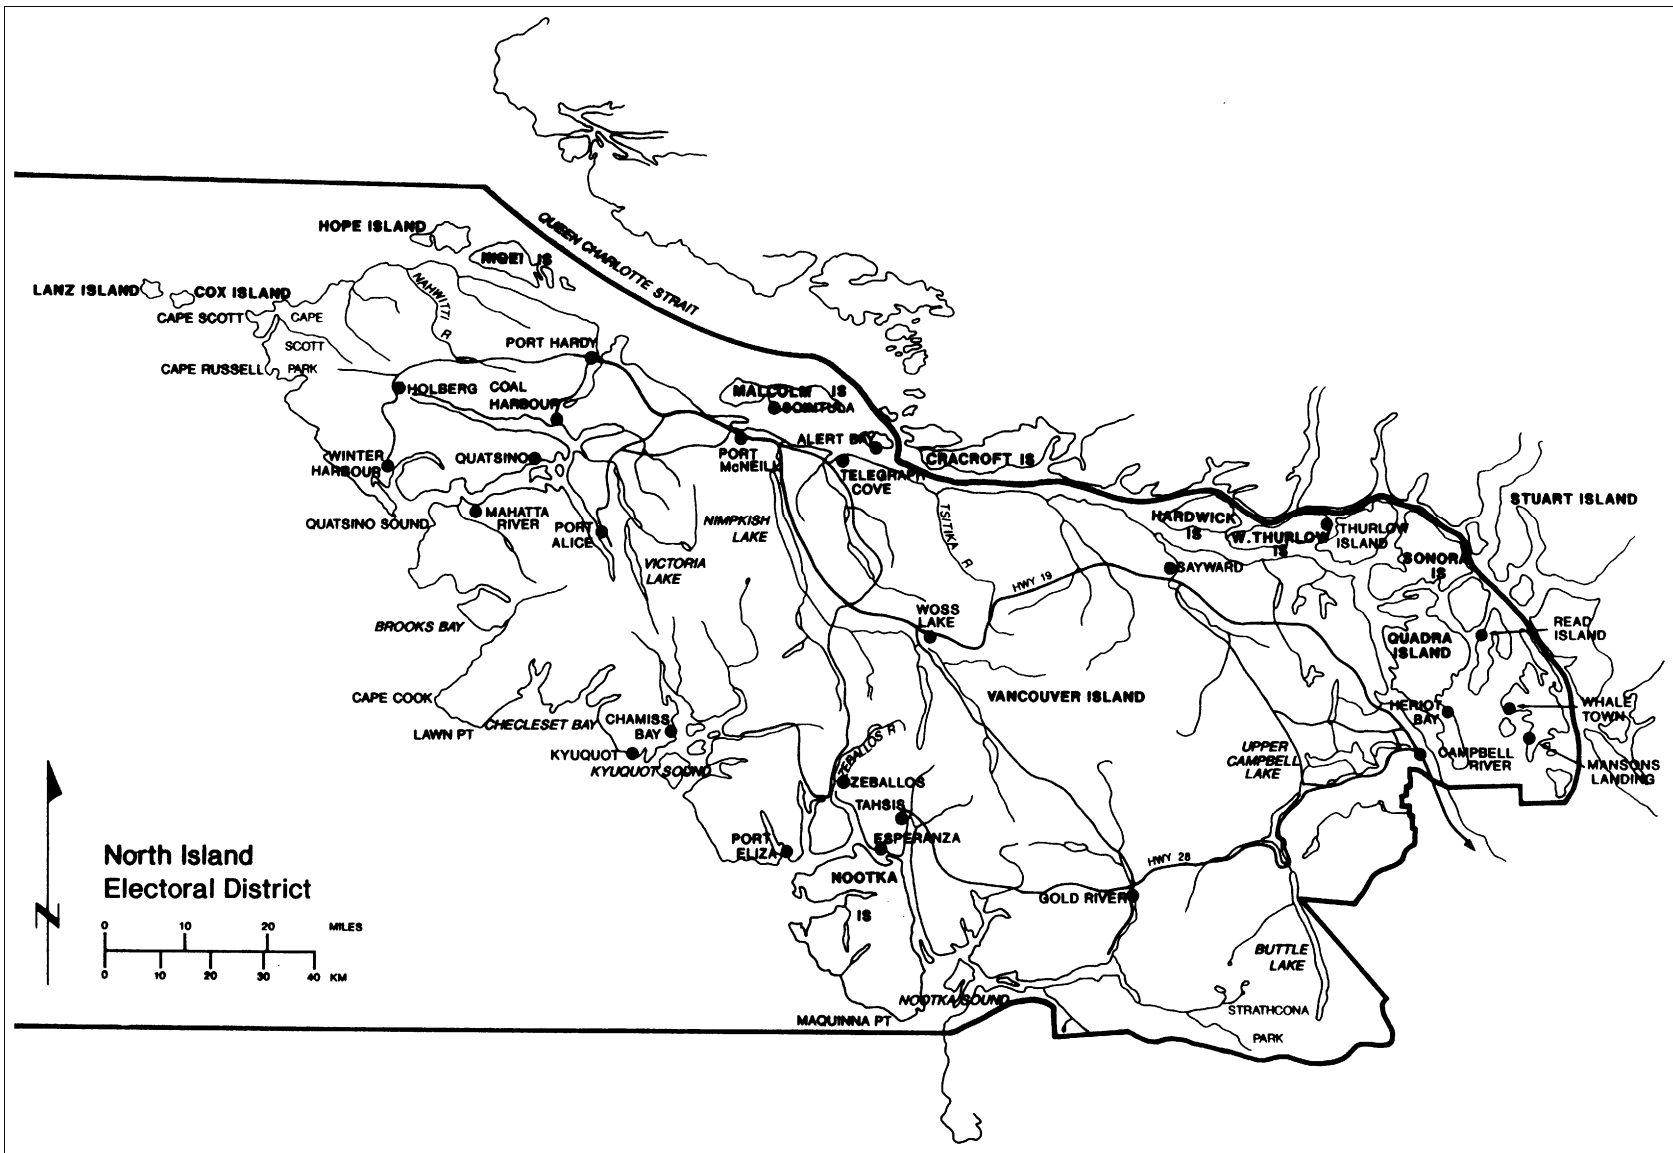 QUEEN CHARLOTTE STRAIT
HOPE ISLAND
NIGEI IS
LANZ ISLAND
COX ISLAND
CAPE SCOTT
CAPE
SCOTT
PARK
NAHWITTI R
CAPE RUSSELL
PORT HARDY
HOLBERG
COAL
HARBOUR
MALCOLM IS
SOINTULA
ALERT BAY
WINTER
HARBOUR
QUATSINO
PORT
McNEILL
TELEGRAPH
COVE
CRACROFT IS
QUATSINO SOUND
MAHATTA
RIVER
PORT
ALICE
NIMPKISH
LAKE
TSITIKA R
HARDWICK
IS
W. THURLOW
IS
THURLOW
ISLAND
STUART ISLAND
VICTORIA
LAKE
SONORA
IS
SAYWARD
HWY 19
BROOKS BAY
WOSS
LAKE
READ
ISLAND
QUADRA
ISLAND
CAPE COOK
VANCOUVER ISLAND
LAWN PT
CHECLESET BAY
CHAMISS
BAY
HERIOT
BAY
WHALE
TOWN
KYUQUOT
KYUQUOT SOUND
ZEBALLOS R
UPPER
CAMPBELL
LAKE
CAMPBELL
RIVER
MANSONS
LANDING
ZEBALLOS
TAHSIS
ESPERANZA
PORT
ELIZA
NOOTKA
IS
HWY 28
GOLD RIVER
North Island
Electoral District
0 10 20 MILES
0 10 20 30 40 KM
N
BUTTLE
LAKE
NOOTKA SOUND
MAQUINNA PT
STRATHCONA
PARK